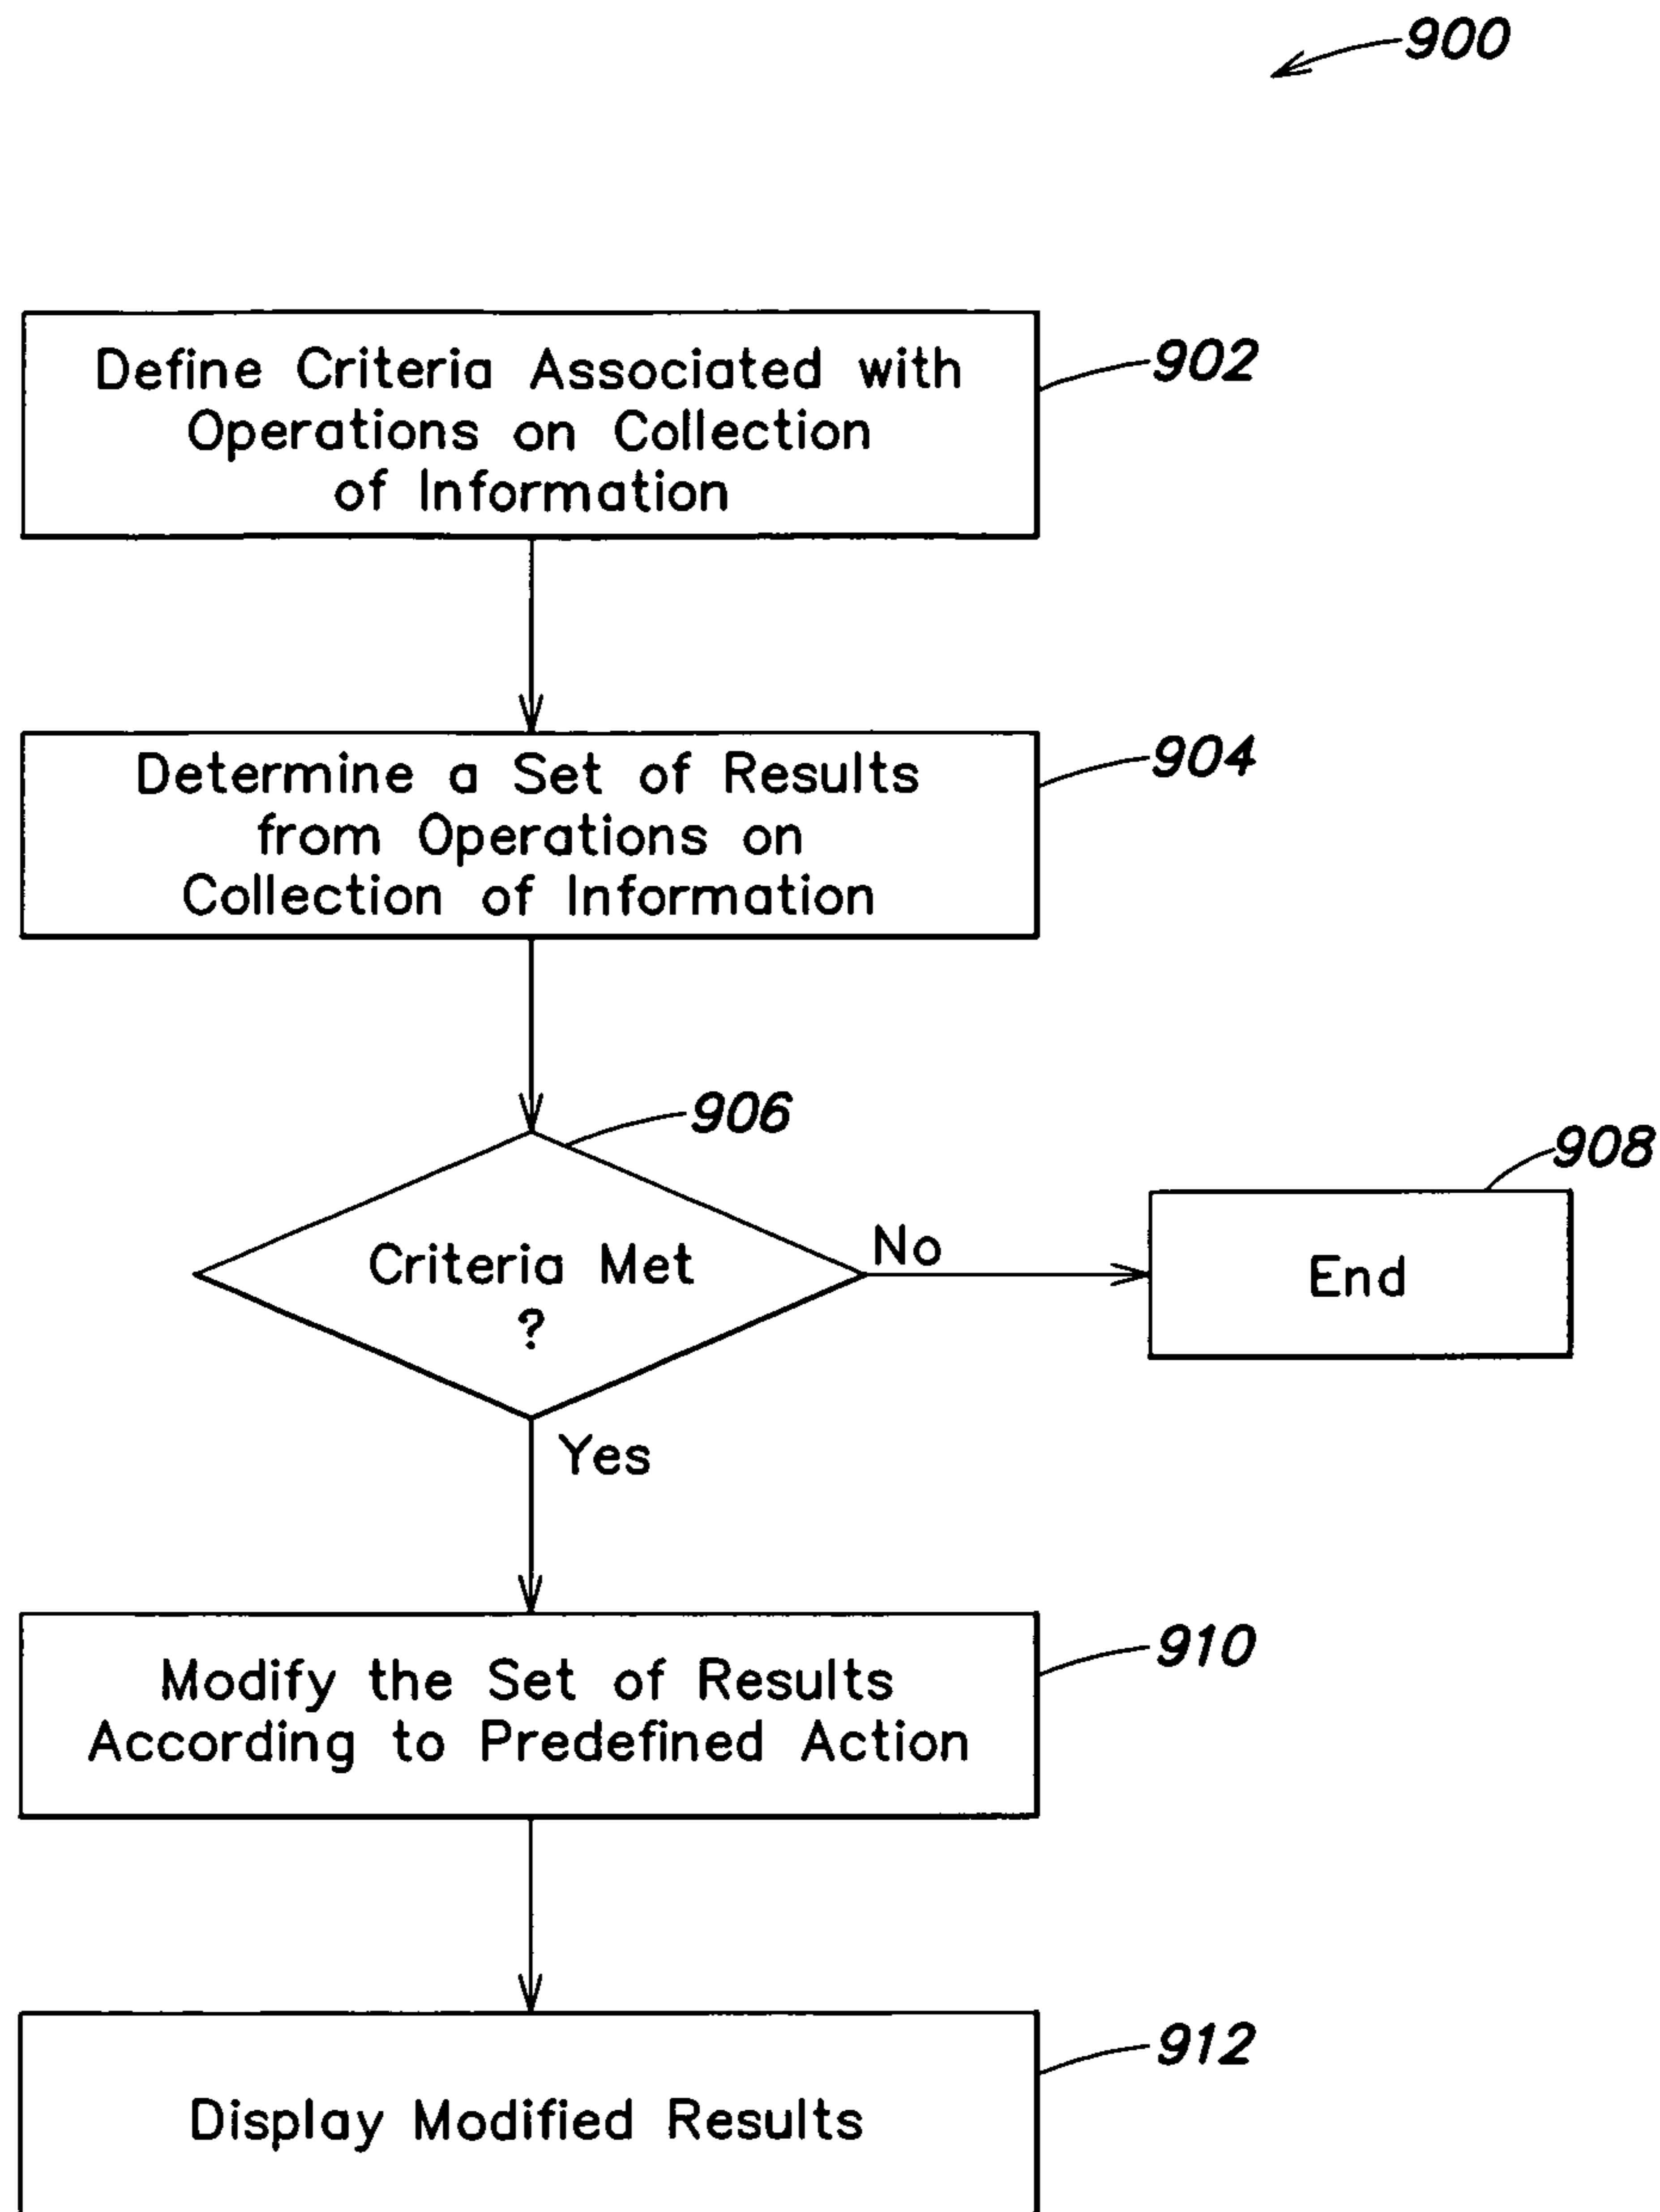 900
Define Criteria Associated with
Operations on Collection
of Information
902
Determine a Set of Results
from Operations on
Collection of Information
904
906
Criteria Met
?
No
908
End
Yes
Modify the Set of Results
According to Predefined Action
910
912
Display Modified Results